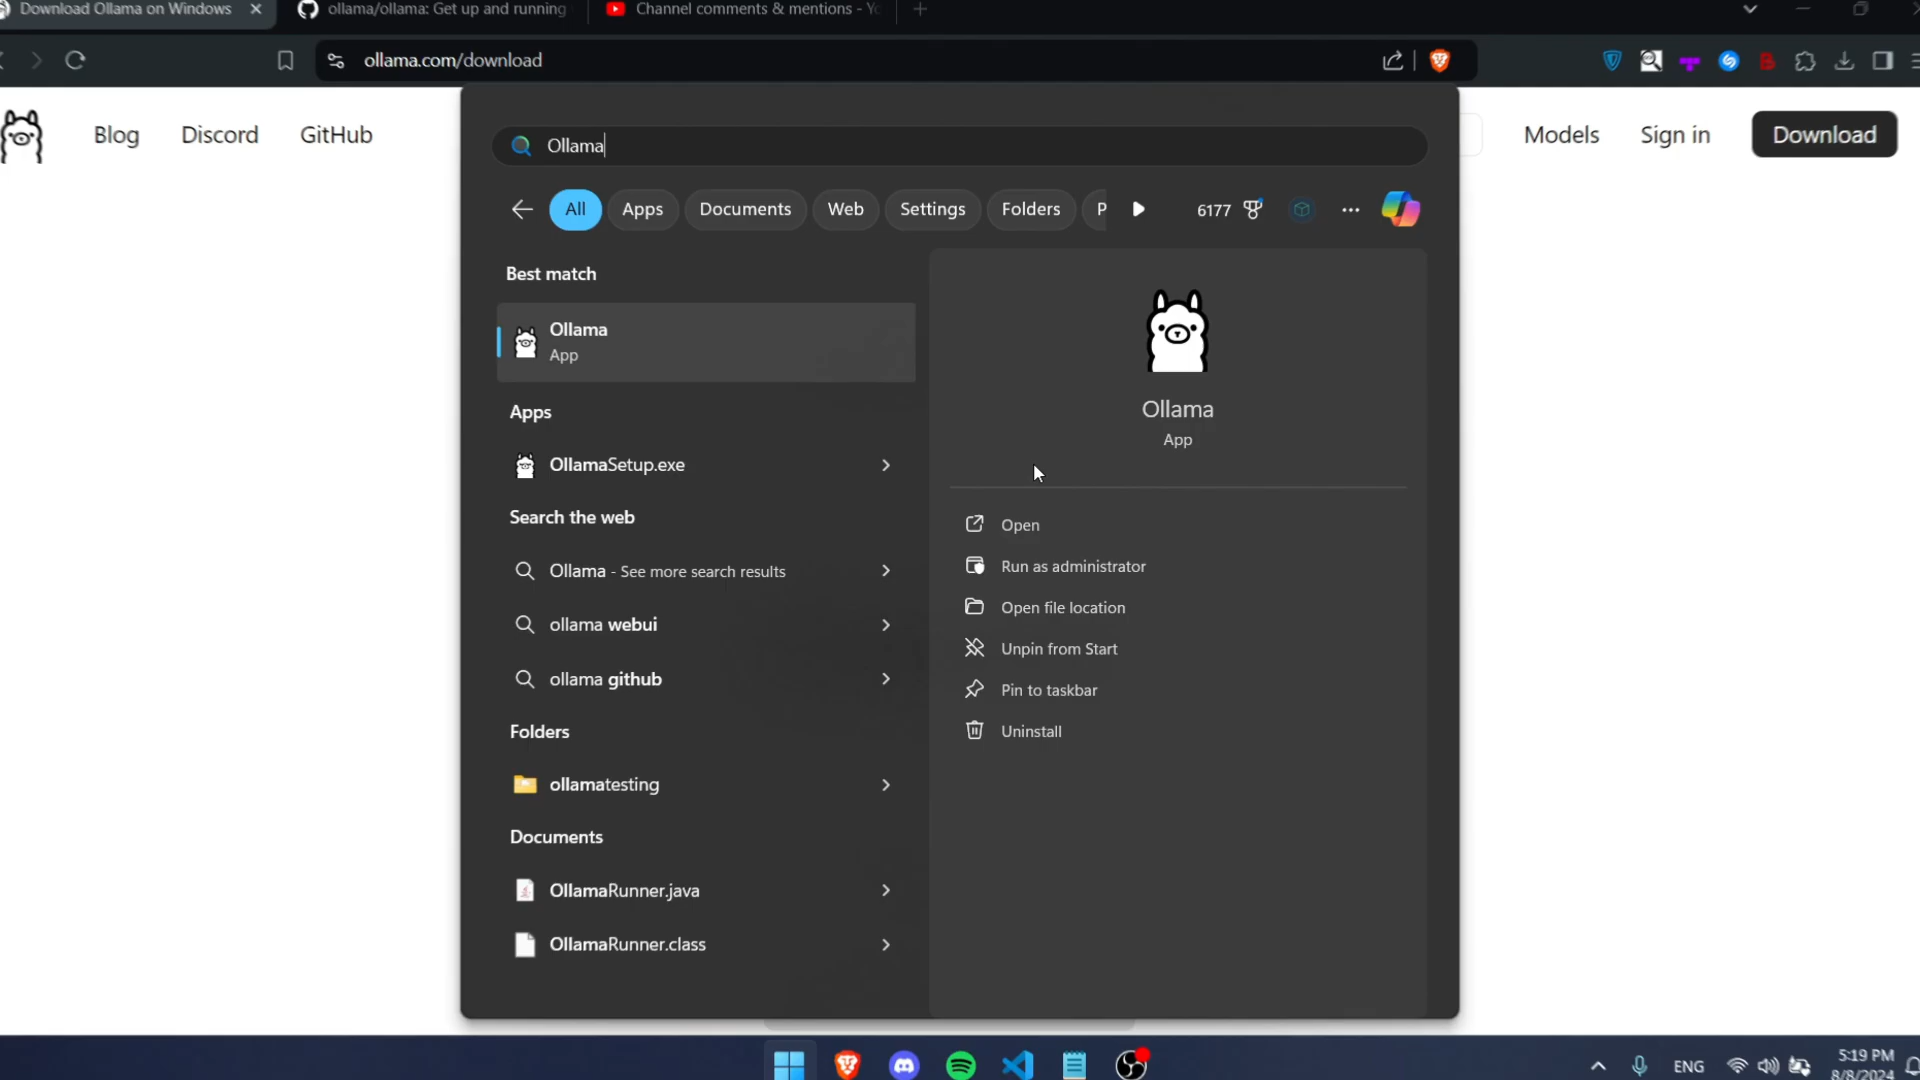 Download Ollama on Windows
ollama/ollama: Get up and running
Channel comments & mentions - Yo
ollama.com/download
Blog
Discord
GitHub
Models
Sign in
Download
Ollama
All
Apps
Documents
Web
Settings
Folders
P
6177
Best match
Ollama
App
Apps
OllamaSetup.exe
Search the web
Ollama - See more search results
ollama webui
ollama github
Folders
ollamatesting
Documents
OllamaRunner.java
OllamaRunner.class
Ollama
App
Open
Run as administrator
Open file location
Unpin from Start
Pin to taskbar
Uninstall
ENG
5:19 PM
8/8/2024